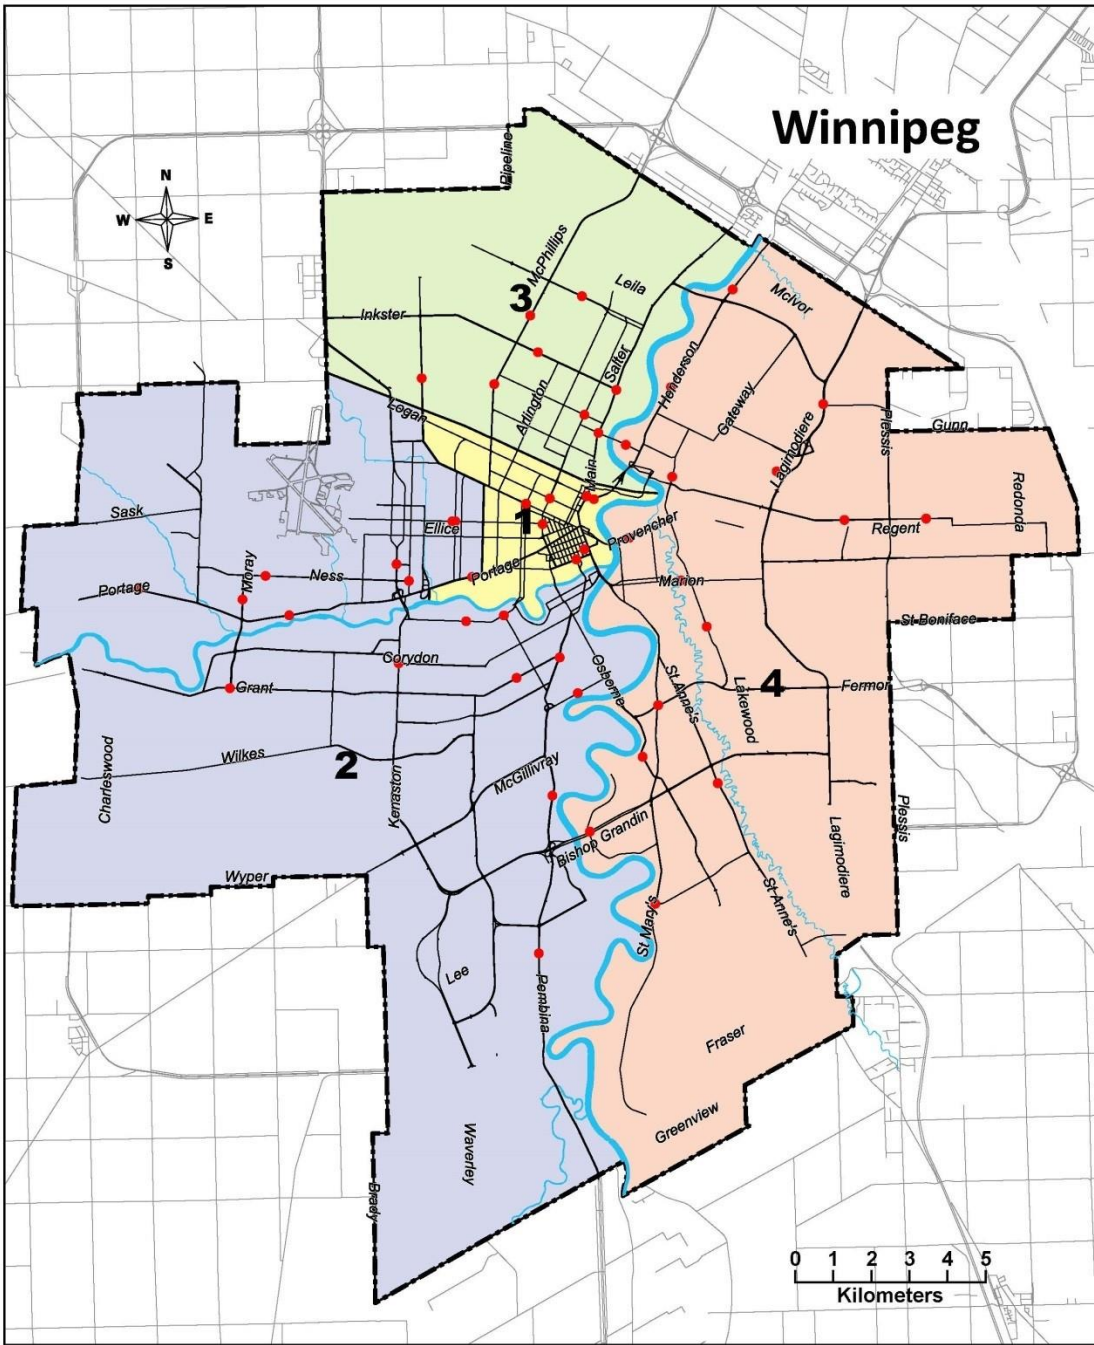 Winnipeg
N
W E
S
Pipeline
McPhillips
Leila
McIvor
3
Inkster
Salter
Henderson
Arlington
Gateway
Logan
Lagimodiere
Plessis
Gunn
Main
Redonda
Sask
1
Ellice
Provencher
Regent
Portage
Moray
Ness
Portage
Marion
St Boniface
Corydon
Osborne
St Anne's
Grant
4
Fermor
Lakewood
Wilkes
2
Charleswood
McGillivray
Kenaston
Plessis
Bishop Grandin
Lagimodiere
Wyper
St Anne's
St Mary's
Lee
Pembina
Fraser
Greenview
Waverley
Brady
0 1 2 3 4 5
Kilometers